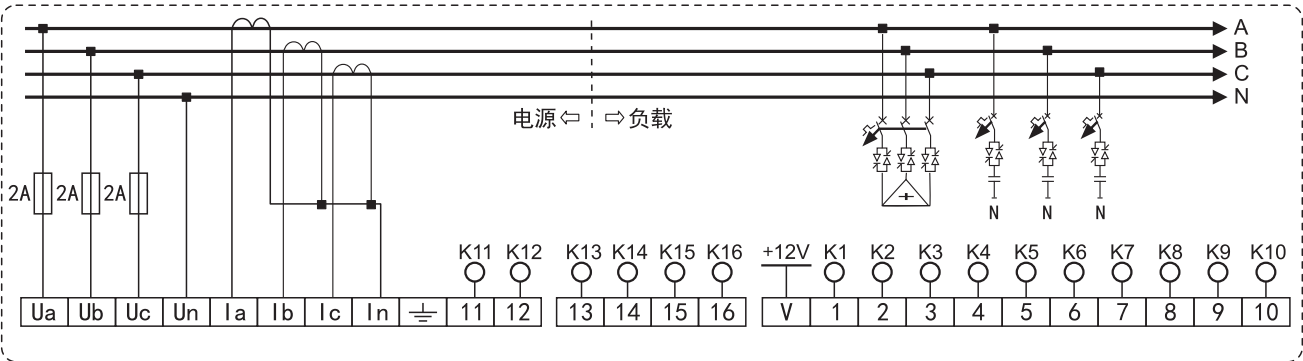 A
B
C
N
电源⇦ ⇨负载
2A 2A 2A
N N N
K11 K12 K13 K14 K15 K16 +12V K1 K2 K3 K4 K5 K6 K7 K8 K9 K10
Ua Ub Uc Un Ia Ib Ic In 11 12 13 14 15 16 V 1 2 3 4 5 6 7 8 9 10